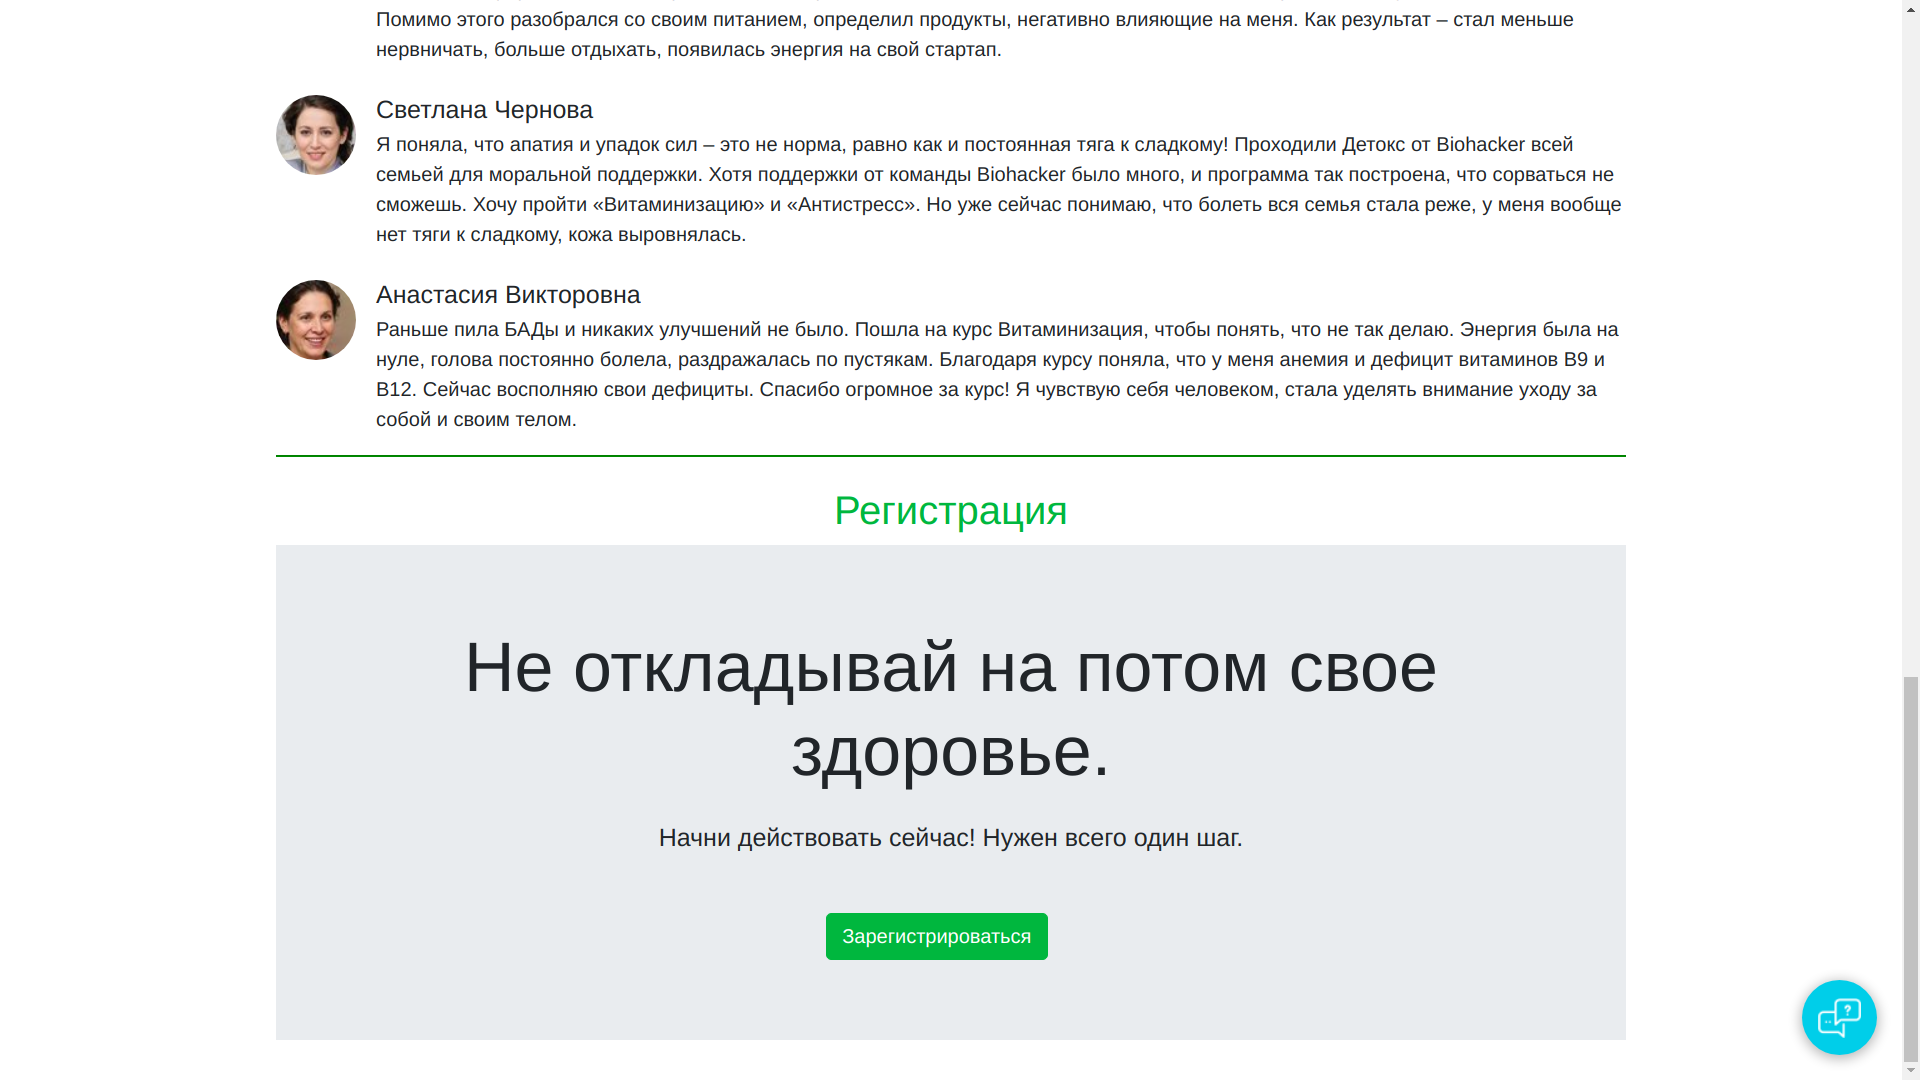 Помимо этого разобрался со своим питанием, определил продукты, негативно влияющие на меня. Как результат – стал меньше
нервничать, больше отдыхать, появилась энергия на свой стартап.
Светлана Чернова
Я поняла, что апатия и упадок сил – это не норма, равно как и постоянная тяга к сладкому! Проходили Детокс от Biohacker всей
семьей для моральной поддержки. Хотя поддержки от команды Biohacker было много, и программа так построена, что сорваться не
сможешь. Хочу пройти «Витаминизацию» и «Антистресс». Но уже сейчас понимаю, что болеть вся семья стала реже, у меня вообще
нет тяги к сладкому, кожа выровнялась.
Анастасия Викторовна
Раньше пила БАДы и никаких улучшений не было. Пошла на курс Витаминизация, чтобы понять, что не так делаю. Энергия была на
нуле, голова постоянно болела, раздражалась по пустякам. Благодаря курсу поняла, что у меня анемия и дефицит витаминов В9 и
В12. Сейчас восполняю свои дефициты. Спасибо огромное за курс! Я чувствую себя человеком, стала уделять внимание уходу за
собой и своим телом.
Регистрация
Не откладывай на потом свое
здоровье.
Начни действовать сейчас! Нужен всего один шаг.
Зарегистрироваться